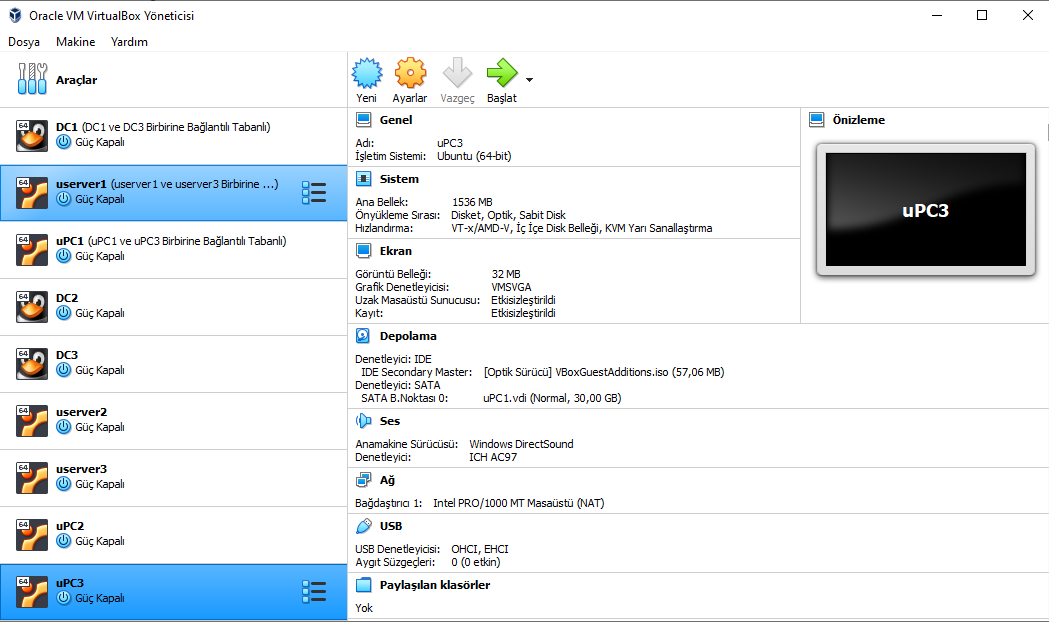 Oracle VM VirtualBox Yöneticisi
Dosya Makine Yardım
Araçlar
64
DC1 (DC1 ve DC3 Birbirine Bağlantılı Tabanlı)
Güç Kapalı
64
userver1 (userver1 ve userver3 Birbirine ...)
Güç Kapalı
64
uPC1 (uPC1 ve uPC3 Birbirine Bağlantılı Tabanlı)
Güç Kapalı
64
DC2
Güç Kapalı
64
DC3
Güç Kapalı
64
userver2
Güç Kapalı
64
userver3
Güç Kapalı
64
uPC2
Güç Kapalı
64
uPC3
Güç Kapalı
Yeni Ayarlar Vazgeç Başlat
Genel
Adı: uPC3
İşletim Sistemi: Ubuntu (64-bit)
Sistem
Ana Bellek: 1536 MB
Önyükleme Sırası: Disket, Optik, Sabit Disk
Hızlandırma: VT-x/AMD-V, İç İçe Disk Belleği, KVM Yarı Sanallaştırma
Ekran
Görüntü Belleği: 32 MB
Grafik Denetleyicisi: VMSVGA
Uzak Masaüstü Sunucusu: Etkisizleştirildi
Kayıt: Etkisizleştirildi
Depolama
Denetleyici: IDE
IDE Secondary Master: [Optik Sürücü] VBoxGuestAdditions.iso (57,06 MB)
Denetleyici: SATA
SATA B.Noktası 0: uPC1.vdi (Normal, 30,00 GB)
Ses
Anamakine Sürücüsü: Windows DirectSound
Denetleyici: ICH AC97
Ağ
Bağdaştırıcı 1: Intel PRO/1000 MT Masaüstü (NAT)
USB
USB Denetleyicisi: OHCI, EHCI
Aygıt Süzgeçleri: 0 (0 etkin)
Paylaşılan klasörler
Yok
Önizleme
uPC3